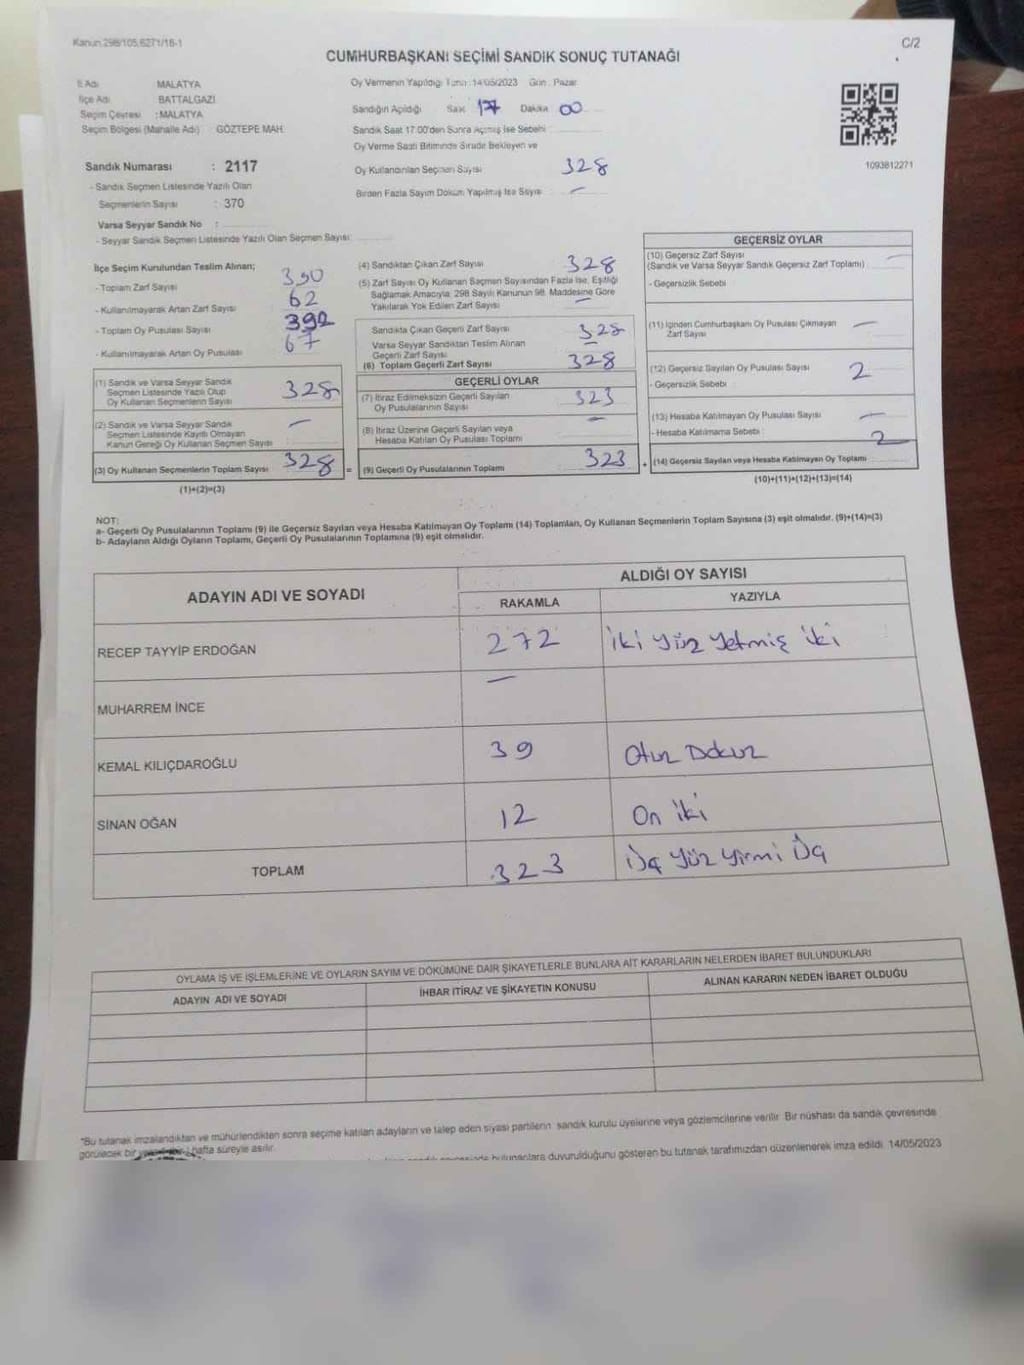 Kanun 298/105,6271/18-1
C/2
CUMHURBAŞKANI SEÇİMİ SANDIK SONUÇ TUTANAĞI
İl Adı MALATYA
İlçe Adı BATTALGAZİ
Seçim Çevresi : MALATYA
Seçim Bölgesi (Mahalle Adı) GÖZTEPE MAH.
Sandık Numarası : 2117
- Sandık Seçmen Listesinde Yazılı Olan
Seçmenlerin Sayısı : 370
Varsa Seyyar Sandık No :
- Seyyar Sandık Seçmen Listesinde Yazılı Olan Seçmen Sayısı:
Oy Vermenin Yapıldığı Tarih : 14/05/2023 Gün : Pazar
Sandığın Açıldığı Saat 17 Dakika 00
Sandık Saat 17:00'den Sonra Açılmış İse Sebebi :
Oy Verme Saati Bitiminde Sırada Bekleyen ve
Oy Kullandırılan Seçmen Sayısı 328
Birden Fazla Sayım Döküm Yapılmış İse Sayısı -
1093812271
İlçe Seçim Kurulundan Teslim Alınan;
- Toplam Zarf Sayısı 390
- Kullanılmayarak Artan Zarf Sayısı 62
- Toplam Oy Pusulası Sayısı 392
- Kullanılmayarak Artan Oy Pusulası 67
(1) Sandık ve Varsa Seyyar Sandık
Seçmen Listesinde Yazılı Olup
Oy Kullanan Seçmenlerin Sayısı 328
(2) Sandık ve Varsa Seyyar Sandık
Seçmen Listesinde Kayıtlı Olmayan
Kanun Gereği Oy Kullanan Seçmen Sayısı -
(3) Oy Kullanan Seçmenlerin Toplam Sayısı 328 =
(1)+(2)=(3)
(4) Sandıktan Çıkan Zarf Sayısı 328
(5) Zarf Sayısı Oy Kullanan Seçmen Sayısından Fazla İse, Eşitliği
Sağlamak Amacıyla; 298 Sayılı Kanunun 98. Maddesine Göre
Yakılarak Yok Edilen Zarf Sayısı -
Sandıkta Çıkan Geçerli Zarf Sayısı 328
Varsa Seyyar Sandıktan Teslim Alınan
Geçerli Zarf Sayısı -
(6) Toplam Geçerli Zarf Sayısı 328
GEÇERLİ OYLAR
(7) İtiraz Edilmeksizin Geçerli Sayılan
Oy Pusulalarının Sayısı 323
(8) İtiraz Üzerine Geçerli Sayılan veya
Hesaba Katılan Oy Pusulası Toplamı -
(9) Geçerli Oy Pusulalarının Toplamı 323 +
GEÇERSİZ OYLAR
(10) Geçersiz Zarf Sayısı
(Sandık ve Varsa Seyyar Sandık Geçersiz Zarf Toplamı) -
- Geçersizlik Sebebi
(11) İçinden Cumhurbaşkanı Oy Pusulası Çıkmayan
Zarf Sayısı -
(12) Geçersiz Sayılan Oy Pusulası Sayısı 2
- Geçersizlik Sebebi :
(13) Hesaba Katılmayan Oy Pusulası Sayısı -
- Hesaba Katılmama Sebebi :
(14) Geçersiz Sayılan veya Hesaba Katılmayan Oy Toplamı 2
(10)+(11)+(12)+(13)=(14)
NOT:
a- Geçerli Oy Pusulalarının Toplamı (9) ile Geçersiz Sayılan veya Hesaba Katılmayan Oy Toplamı (14) Toplamları, Oy Kullanan Seçmenlerin Toplam Sayısına (3) eşit olmalıdır. (9)+(14)=(3)
b- Adayların Aldığı Oyların Toplamı, Geçerli Oy Pusulalarının Toplamına (9) eşit olmalıdır.
ADAYIN ADI VE SOYADI ALDIĞI OY SAYISI
RAKAMLA YAZIYLA
RECEP TAYYİP ERDOĞAN 272 İki Yüz Yetmiş İki
MUHARREM İNCE -
KEMAL KILIÇDAROĞLU 39 Otuz Dokuz
SİNAN OĞAN 12 On iki
TOPLAM 323 Üç Yüz Yirmi Üç
OYLAMA İŞ VE İŞLEMLERİNE VE OYLARIN SAYIM VE DÖKÜMÜNE DAİR ŞİKAYETLERLE BUNLARA AİT KARARLARIN NELERDEN İBARET BULUNDUKLARI
ADAYIN ADI VE SOYADI İHBAR İTİRAZ VE ŞİKAYETİN KONUSU ALINAN KARARIN NEDEN İBARET OLDUĞU
"Bu tutanak imzalandıktan ve mühürlendikten sonra seçime katılan adayların ve talep eden siyasi partilerin sandık kurulu üyelerine veya gözlemcilerine verilir. Bir nüshası da sandık çevresinde
görülecek bir hafta süreyle asılır.
bulunanlara duyurulduğunu gösteren bu tutanak tarafımızdan düzenlenerek imza edildi. 14/05/2023